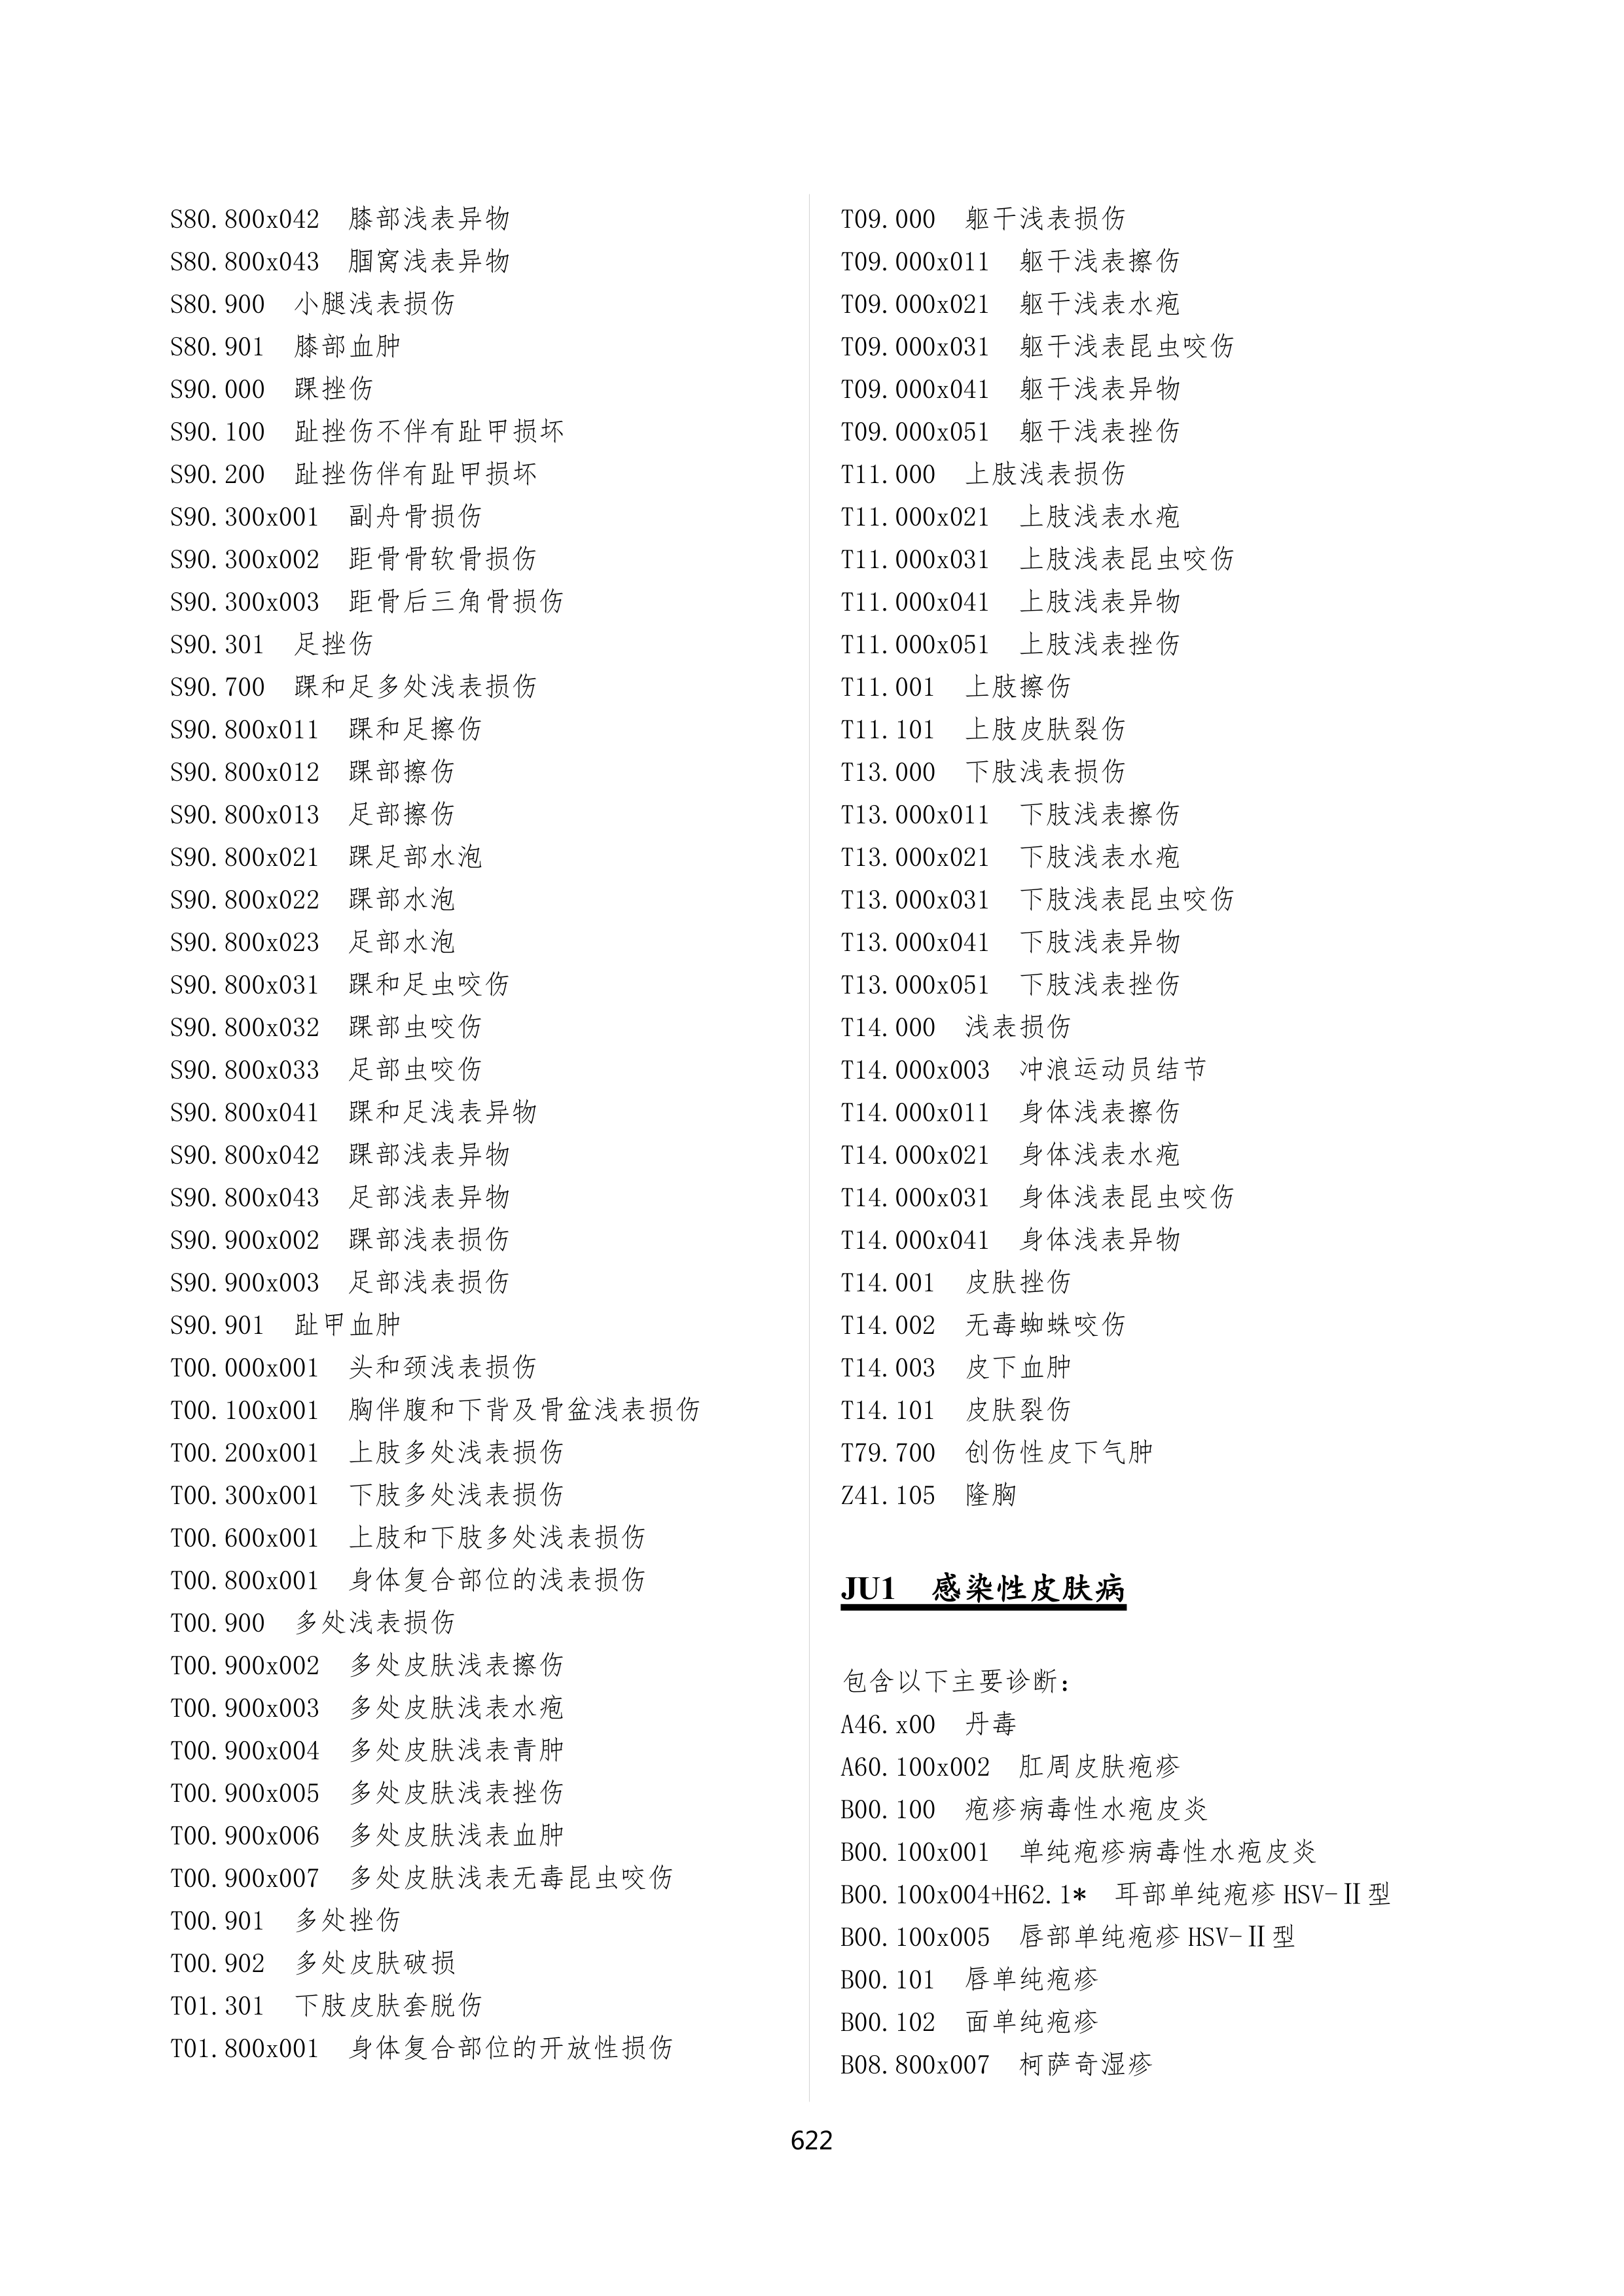 S80.800x042 膝部浅表异物
S80.800x043 腘窝浅表异物
S80.900 小腿浅表损伤
S80.901 膝部血肿
S90.000 踝挫伤
S90.100 趾挫伤不伴有趾甲损坏
S90.200 趾挫伤伴有趾甲损坏
S90.300x001 副舟骨损伤
S90.300x002 距骨骨软骨损伤
S90.300x003 距骨后三角骨损伤
S90.301 足挫伤
S90.700 踝和足多处浅表损伤
S90.800x011 踝和足擦伤
S90.800x012 踝部擦伤
S90.800x013 足部擦伤
S90.800x021 踝足部水泡
S90.800x022 踝部水泡
S90.800x023 足部水泡
S90.800x031 踝和足虫咬伤
S90.800x032 踝部虫咬伤
S90.800x033 足部虫咬伤
S90.800x041 踝和足浅表异物
S90.800x042 踝部浅表异物
S90.800x043 足部浅表异物
S90.900x002 踝部浅表损伤
S90.900x003 足部浅表损伤
S90.901 趾甲血肿
T00.000x001 头和颈浅表损伤
T00.100x001 胸伴腹和下背及骨盆浅表损伤
T00.200x001 上肢多处浅表损伤
T00.300x001 下肢多处浅表损伤
T00.600x001 上肢和下肢多处浅表损伤
T00.800x001 身体复合部位的浅表损伤
T00.900 多处浅表损伤
T00.900x002 多处皮肤浅表擦伤
T00.900x003 多处皮肤浅表水疱
T00.900x004 多处皮肤浅表青肿
T00.900x005 多处皮肤浅表挫伤
T00.900x006 多处皮肤浅表血肿
T00.900x007 多处皮肤浅表无毒昆虫咬伤
T00.901 多处挫伤
T00.902 多处皮肤破损
T01.301 下肢皮肤套脱伤
T01.800x001 身体复合部位的开放性损伤
T09.000 躯干浅表损伤
T09.000x011 躯干浅表擦伤
T09.000x021 躯干浅表水疱
T09.000x031 躯干浅表昆虫咬伤
T09.000x041 躯干浅表异物
T09.000x051 躯干浅表挫伤
T11.000 上肢浅表损伤
T11.000x021 上肢浅表水疱
T11.000x031 上肢浅表昆虫咬伤
T11.000x041 上肢浅表异物
T11.000x051 上肢浅表挫伤
T11.001 上肢擦伤
T11.101 上肢皮肤裂伤
T13.000 下肢浅表损伤
T13.000x011 下肢浅表擦伤
T13.000x021 下肢浅表水疱
T13.000x031 下肢浅表昆虫咬伤
T13.000x041 下肢浅表异物
T13.000x051 下肢浅表挫伤
T14.000 浅表损伤
T14.000x003 冲浪运动员结节
T14.000x011 身体浅表擦伤
T14.000x021 身体浅表水疱
T14.000x031 身体浅表昆虫咬伤
T14.000x041 身体浅表异物
T14.001 皮肤挫伤
T14.002 无毒蜘蛛咬伤
T14.003 皮下血肿
T14.101 皮肤裂伤
T79.700 创伤性皮下气肿
Z41.105 隆胸
JU1 感染性皮肤病
包含以下主要诊断：
A46.x00 丹毒
A60.100x002 肛周皮肤疱疹
B00.100 疱疹病毒性水疱皮炎
B00.100x001 单纯疱疹病毒性水疱皮炎
B00.100x004+H62.1* 耳部单纯疱疹 HSV-Ⅱ型
B00.100x005 唇部单纯疱疹 HSV-Ⅱ型
B00.101 唇单纯疱疹
B00.102 面单纯疱疹
B08.800x007 柯萨奇湿疹
622